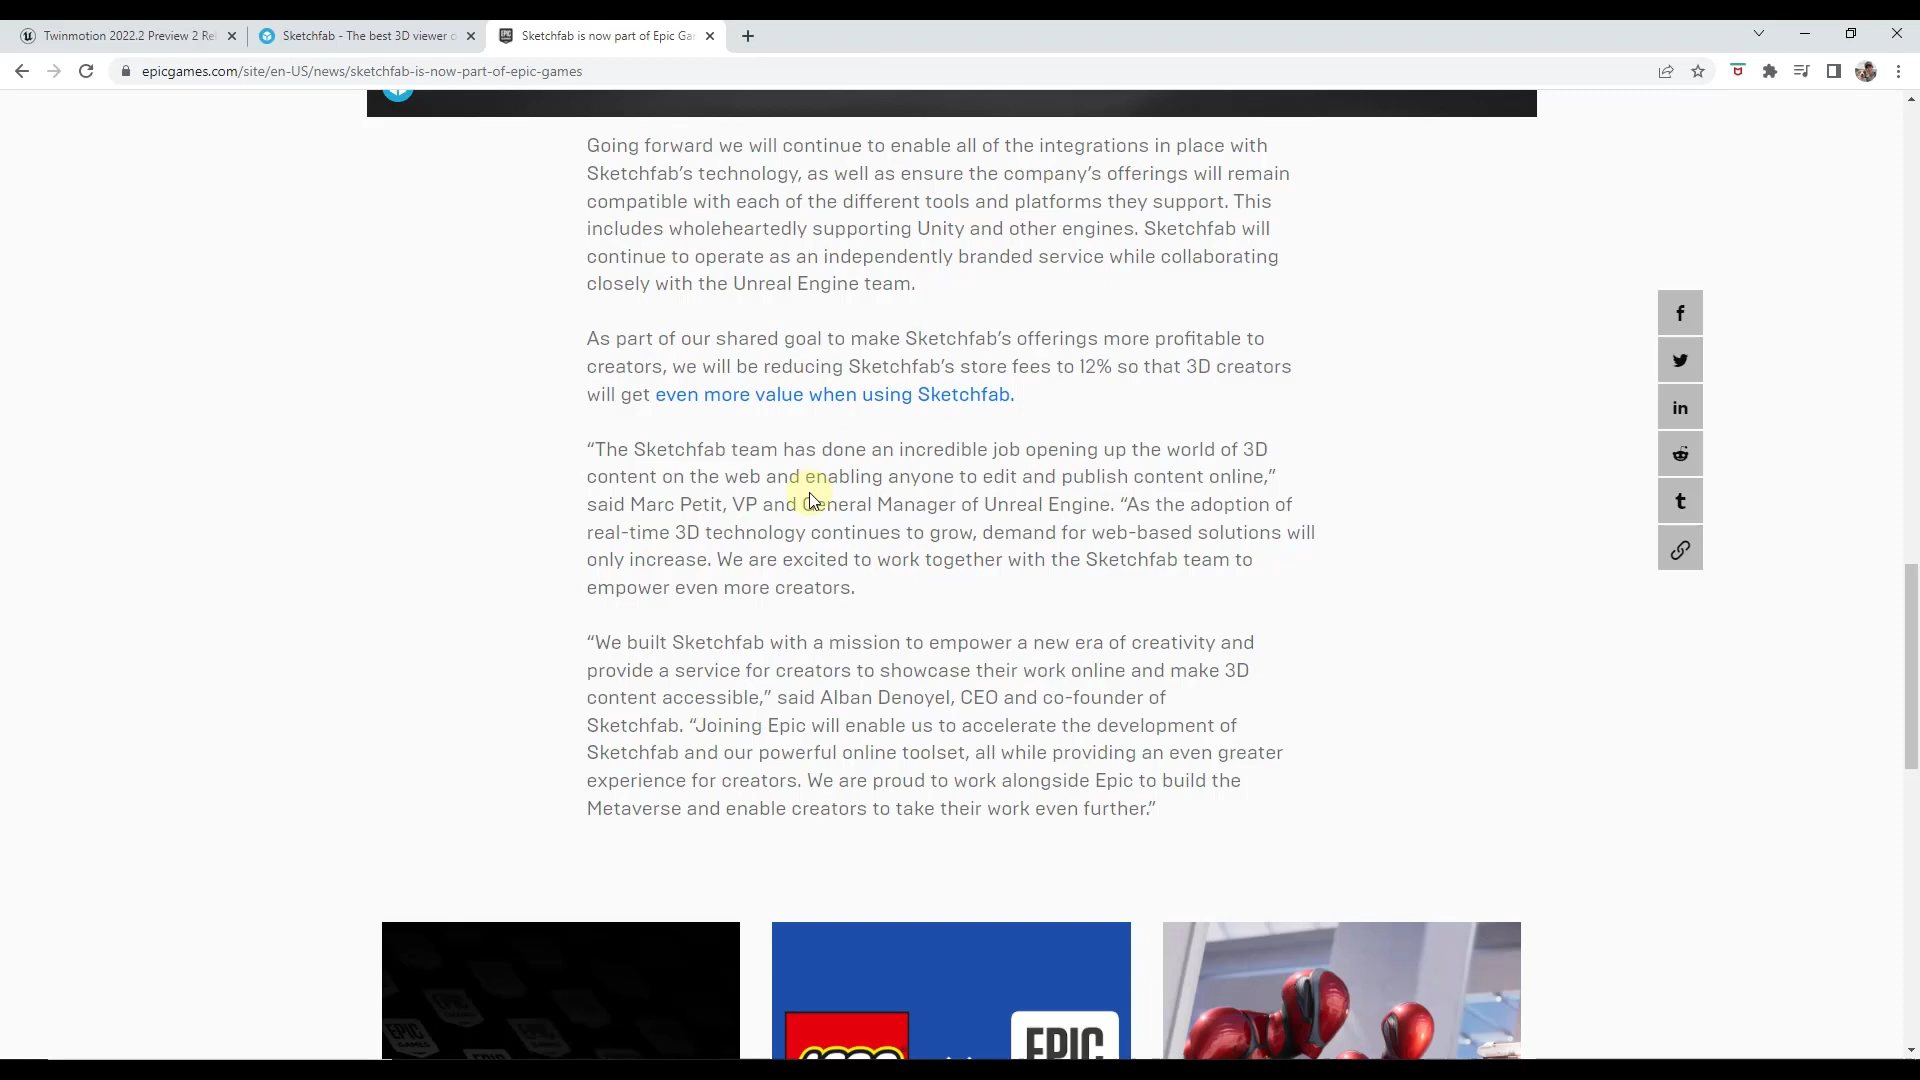 Twinmotion 2022.2 Preview 2 Re
Sketchfab - The best 3D viewer o
Sketchfab is now part of Epic Ga
epicgames.com/site/en-US/news/sketchfab-is-now-part-of-epic-games
Going forward we will continue to enable all of the integrations in place with
Sketchfab’s technology, as well as ensure the company’s offerings will remain
compatible with each of the different tools and platforms they support. This
includes wholeheartedly supporting Unity and other engines. Sketchfab will
continue to operate as an independently branded service while collaborating
closely with the Unreal Engine team.
As part of our shared goal to make Sketchfab’s offerings more profitable to
creators, we will be reducing Sketchfab’s store fees to 12% so that 3D creators
will get even more value when using Sketchfab.
“The Sketchfab team has done an incredible job opening up the world of 3D
content on the web and enabling anyone to edit and publish content online,”
said Marc Petit, VP and General Manager of Unreal Engine. “As the adoption of
real-time 3D technology continues to grow, demand for web-based solutions will
only increase. We are excited to work together with the Sketchfab team to
empower even more creators.
“We built Sketchfab with a mission to empower a new era of creativity and
provide a service for creators to showcase their work online and make 3D
content accessible,” said Alban Denoyel, CEO and co-founder of
Sketchfab. “Joining Epic will enable us to accelerate the development of
Sketchfab and our powerful online toolset, all while providing an even greater
experience for creators. We are proud to work alongside Epic to build the
Metaverse and enable creators to take their work even further.”
f
in
t
EPIC
GAMES
LEGO
EPIC